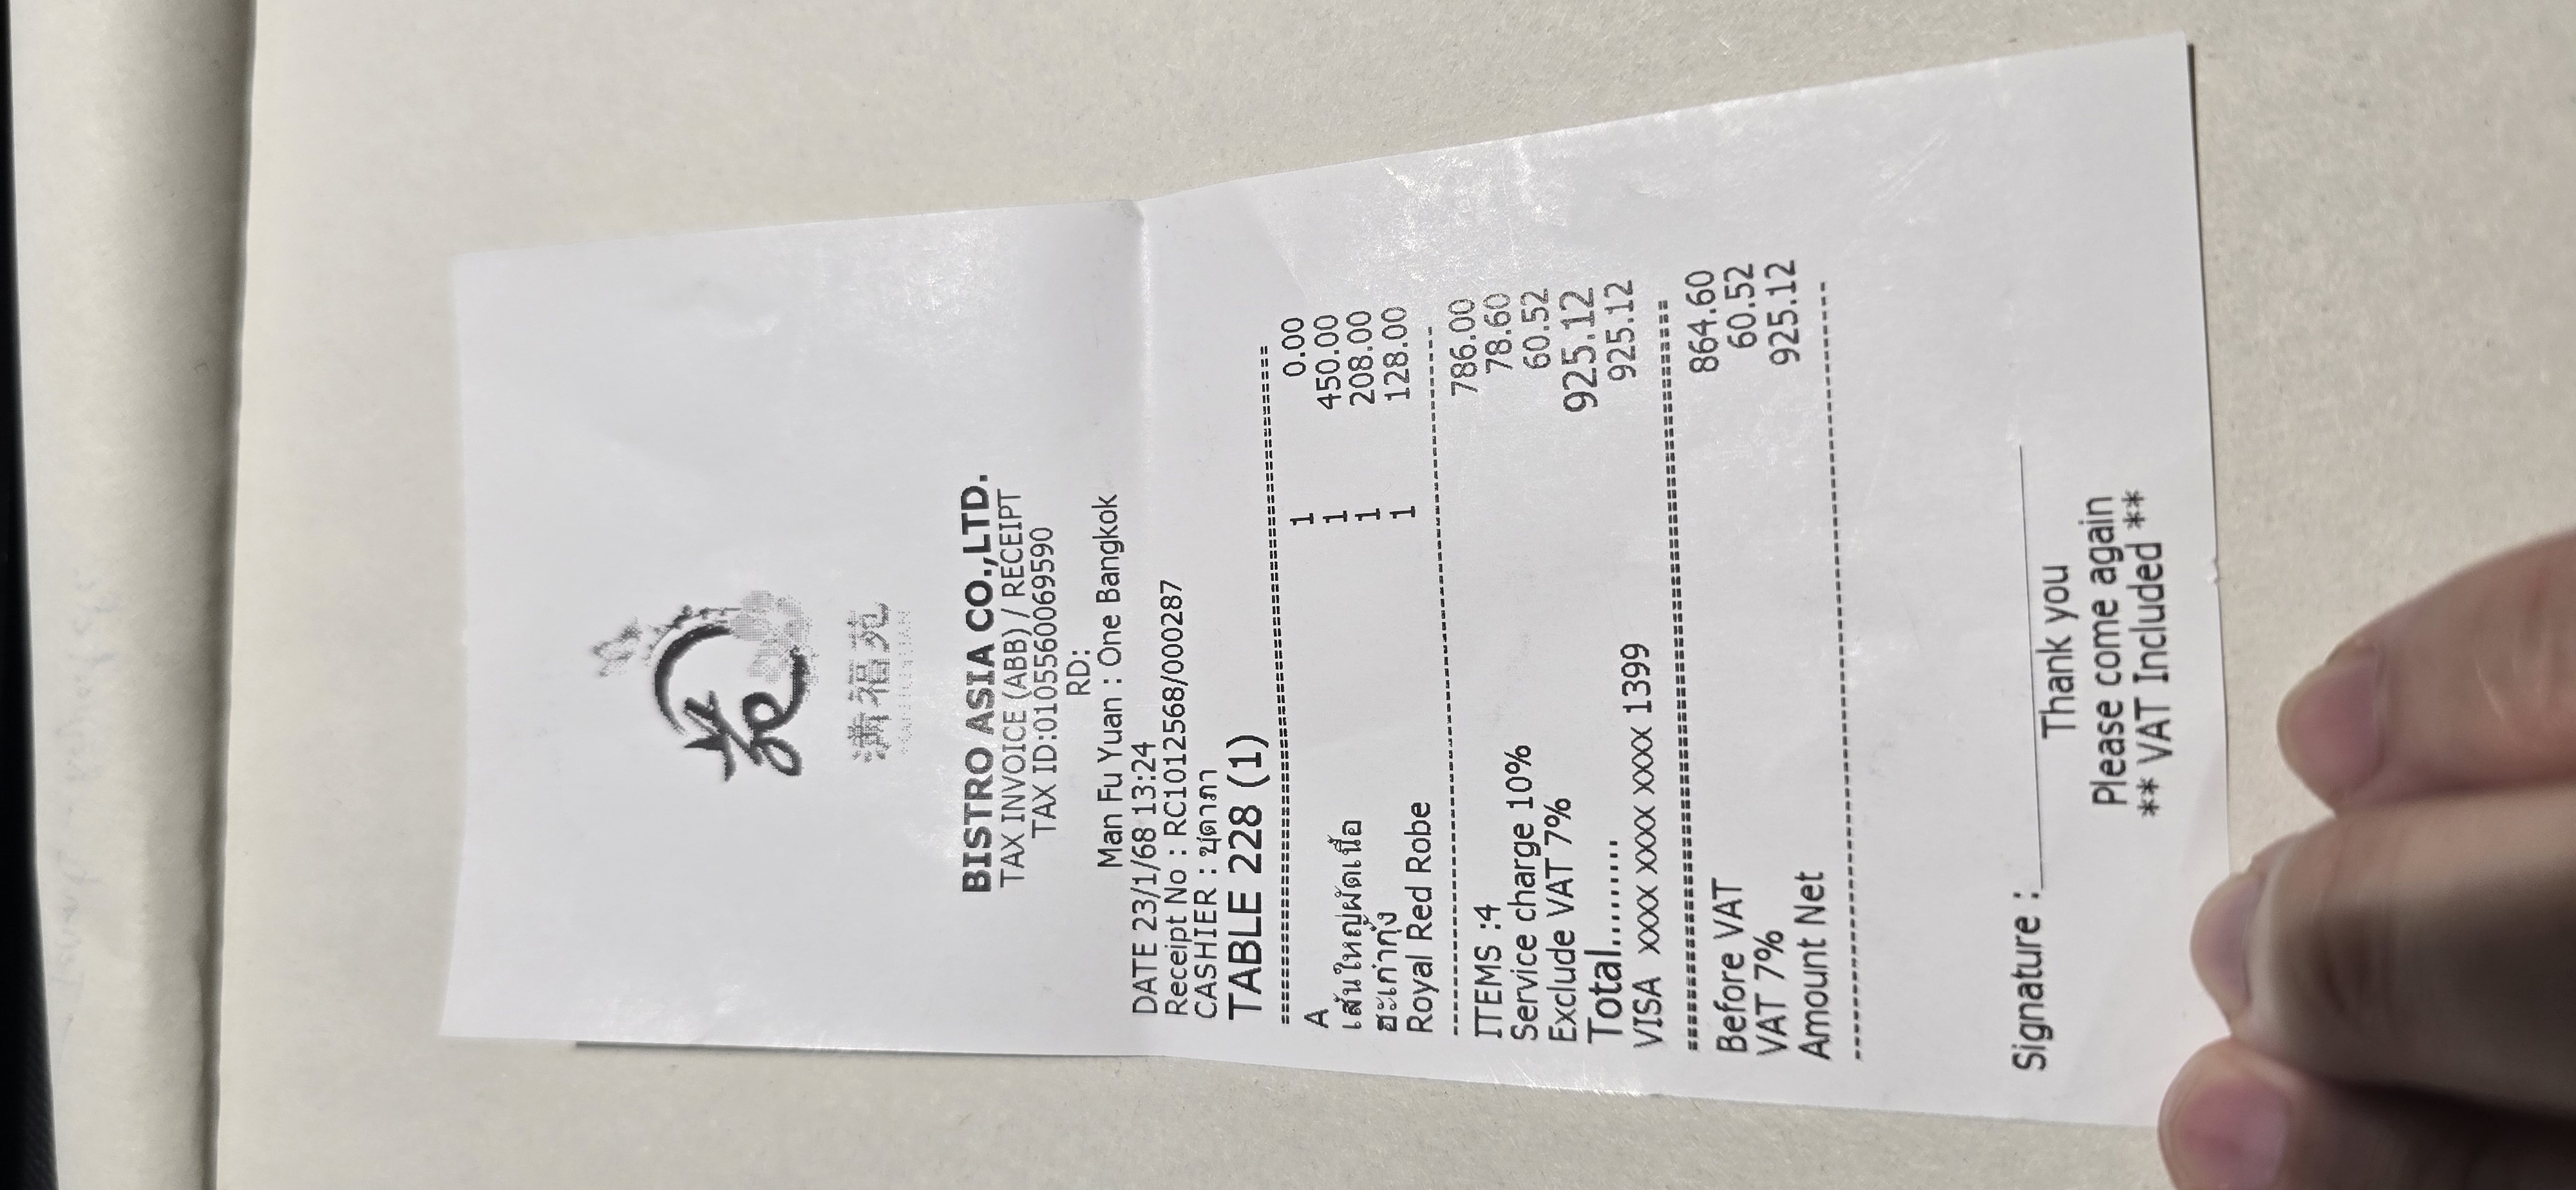 苑
满福苑
MAN FU YUAN
BISTRO ASIA CO.,LTD.
TAX INVOICE (ABB) / RECEIPT
TAX ID:0105560069590
RD:
Man Fu Yuan : One Bangkok
DATE 23/1/68 13:24
Receipt No : RC1012568/000287
CASHIER : ชุดาภา
TABLE 228 (1)
A 1 0.00
เส้นใหญ่ผัดเนื้อ 1 450.00
ฮะเก๋ากุ้ง 1 208.00
Royal Red Robe 1 128.00
ITEMS :4 786.00
Service charge 10% 78.60
Exclude VAT 7% 60.52
Total......... 925.12
VISA xxxx xxxx xxxx 1399 925.12
Before VAT 864.60
VAT 7% 60.52
Amount Net 925.12
Signature :
Thank you
Please come again
** VAT Included **